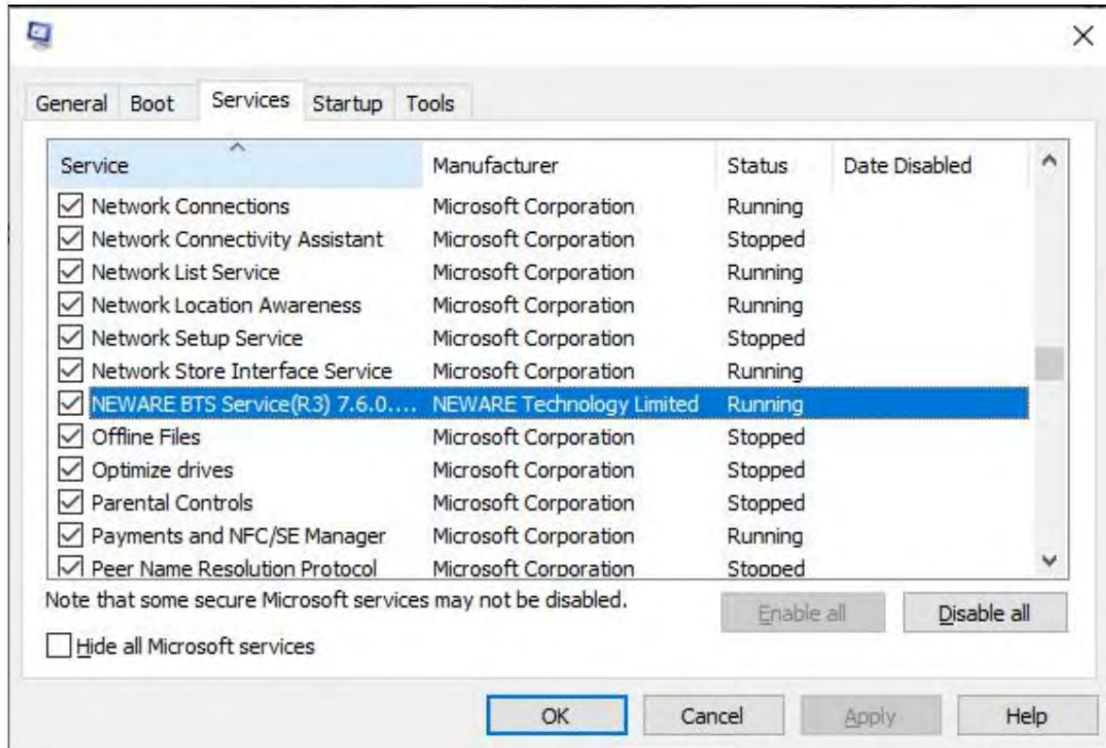 General Boot Services Startup Tools
Service Manufacturer Status Date Disabled
Network Connections Microsoft Corporation Running
Network Connectivity Assistant Microsoft Corporation Stopped
Network List Service Microsoft Corporation Running
Network Location Awareness Microsoft Corporation Running
Network Setup Service Microsoft Corporation Stopped
Network Store Interface Service Microsoft Corporation Running
NEWARE BTS Service(R3) 7.6.0.... NEWARE Technology Limited Running
Offline Files Microsoft Corporation Stopped
Optimize drives Microsoft Corporation Stopped
Parental Controls Microsoft Corporation Stopped
Payments and NFC/SE Manager Microsoft Corporation Running
Peer Name Resolution Protocol Microsoft Corporation Stopped
Note that some secure Microsoft services may not be disabled.
Enable all Disable all
Hide all Microsoft services
OK Cancel Apply Help